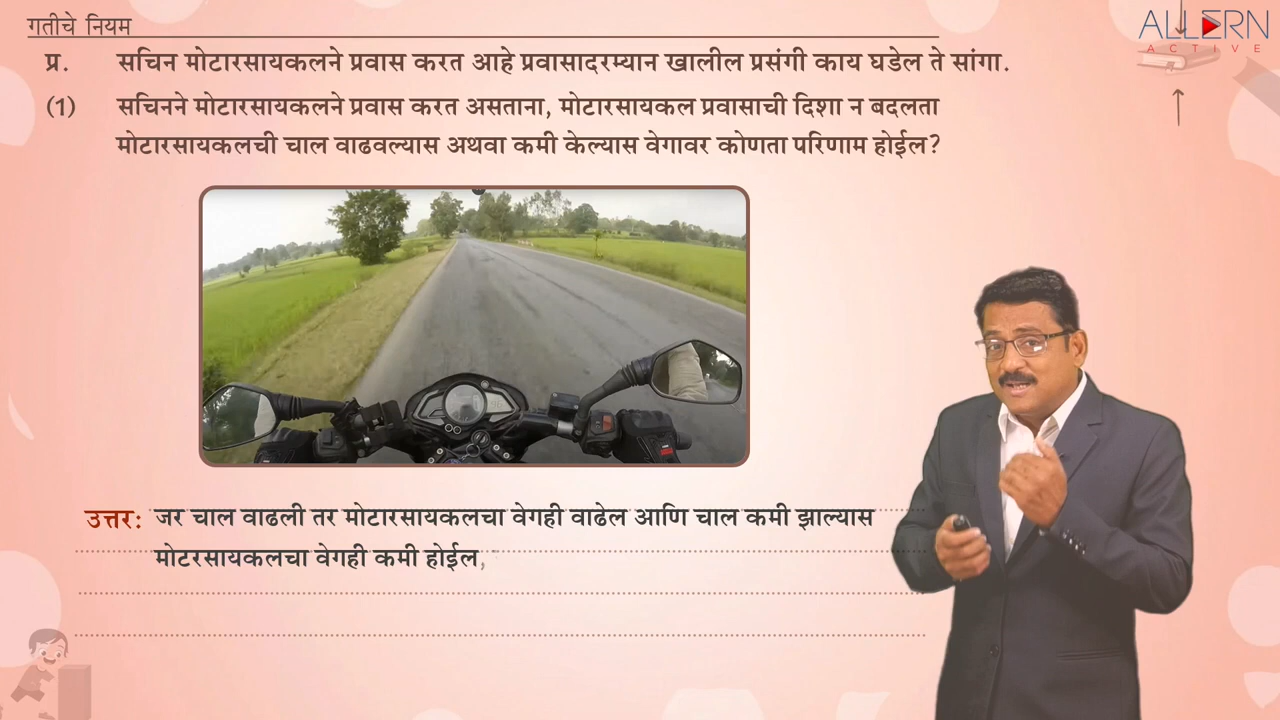 गतीचे नियम
ALLERN
ACTIVE
प्र. सचिन मोटारसायकलने प्रवास करत आहे प्रवासादरम्यान खालील प्रसंगी काय घडेल ते सांगा.
(1) सचिनने मोटारसायकलने प्रवास करत असताना, मोटारसायकल प्रवासाची दिशा न बदलता
मोटारसायकलची चाल वाढवल्यास अथवा कमी केल्यास वेगावर कोणता परिणाम होईल?
उत्तर: जर चाल वाढली तर मोटारसायकलचा वेगही वाढेल आणि चाल कमी झाल्यास
मोटरसायकलचा वेगही कमी होईल,